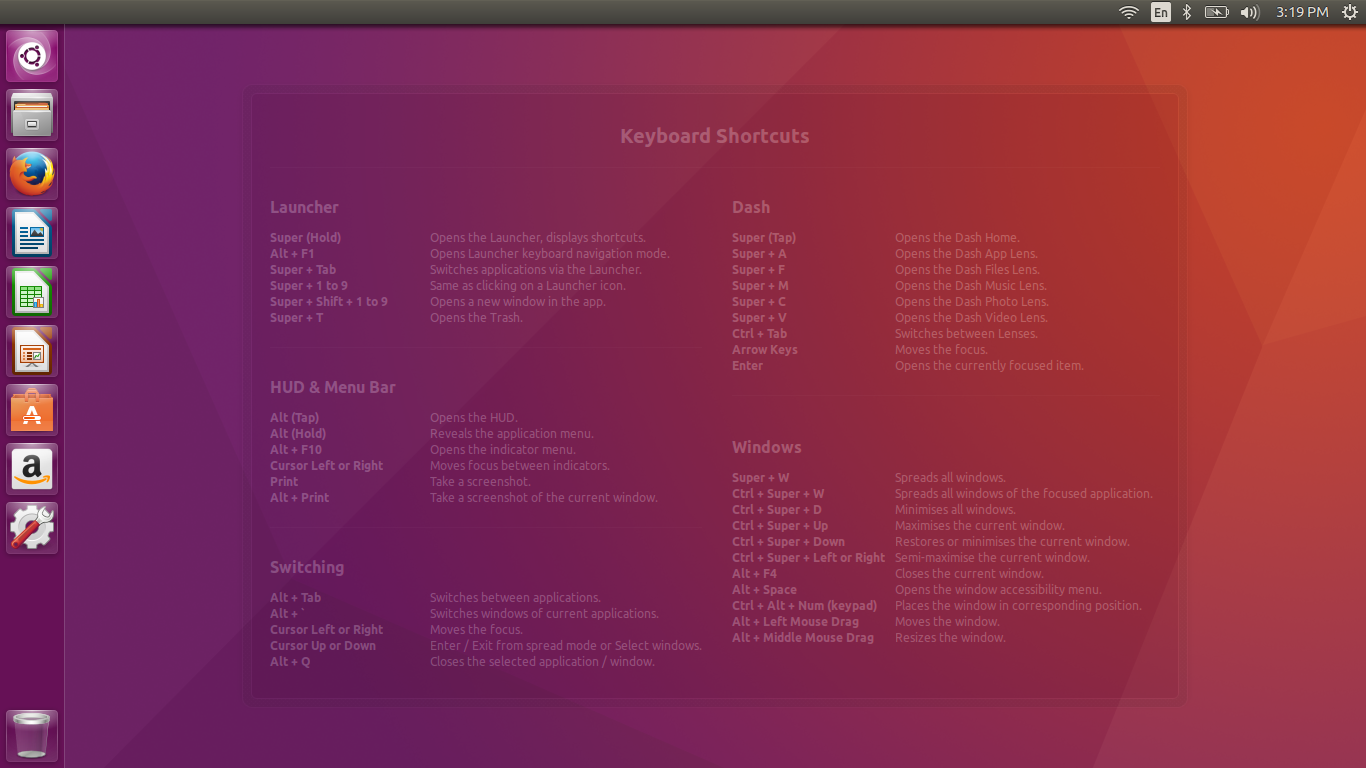 En 3:19 PM
Keyboard Shortcuts
Launcher
Super (Hold) Opens the Launcher, displays shortcuts.
Alt + F1 Opens Launcher keyboard navigation mode.
Super + Tab Switches applications via the Launcher.
Super + 1 to 9 Same as clicking on a Launcher icon.
Super + Shift + 1 to 9 Opens a new window in the app.
Super + T Opens the Trash.
HUD & Menu Bar
Alt (Tap) Opens the HUD.
Alt (Hold) Reveals the application menu.
Alt + F10 Opens the indicator menu.
Cursor Left or Right Moves focus between indicators.
Print Take a screenshot.
Alt + Print Take a screenshot of the current window.
Switching
Alt + Tab Switches between applications.
Alt + ` Switches windows of current applications.
Cursor Left or Right Moves the focus.
Cursor Up or Down Enter / Exit from spread mode or Select windows.
Alt + Q Closes the selected application / window.
Dash
Super (Tap) Opens the Dash Home.
Super + A Opens the Dash App Lens.
Super + F Opens the Dash Files Lens.
Super + M Opens the Dash Music Lens.
Super + C Opens the Dash Photo Lens.
Super + V Opens the Dash Video Lens.
Ctrl + Tab Switches between Lenses.
Arrow Keys Moves the focus.
Enter Opens the currently focused item.
Windows
Super + W Spreads all windows.
Ctrl + Super + W Spreads all windows of the focused application.
Ctrl + Super + D Minimises all windows.
Ctrl + Super + Up Maximises the current window.
Ctrl + Super + Down Restores or minimises the current window.
Ctrl + Super + Left or Right Semi-maximise the current window.
Alt + F4 Closes the current window.
Alt + Space Opens the window accessibility menu.
Ctrl + Alt + Num (keypad) Places the window in corresponding position.
Alt + Left Mouse Drag Moves the window.
Alt + Middle Mouse Drag Resizes the window.
A
a